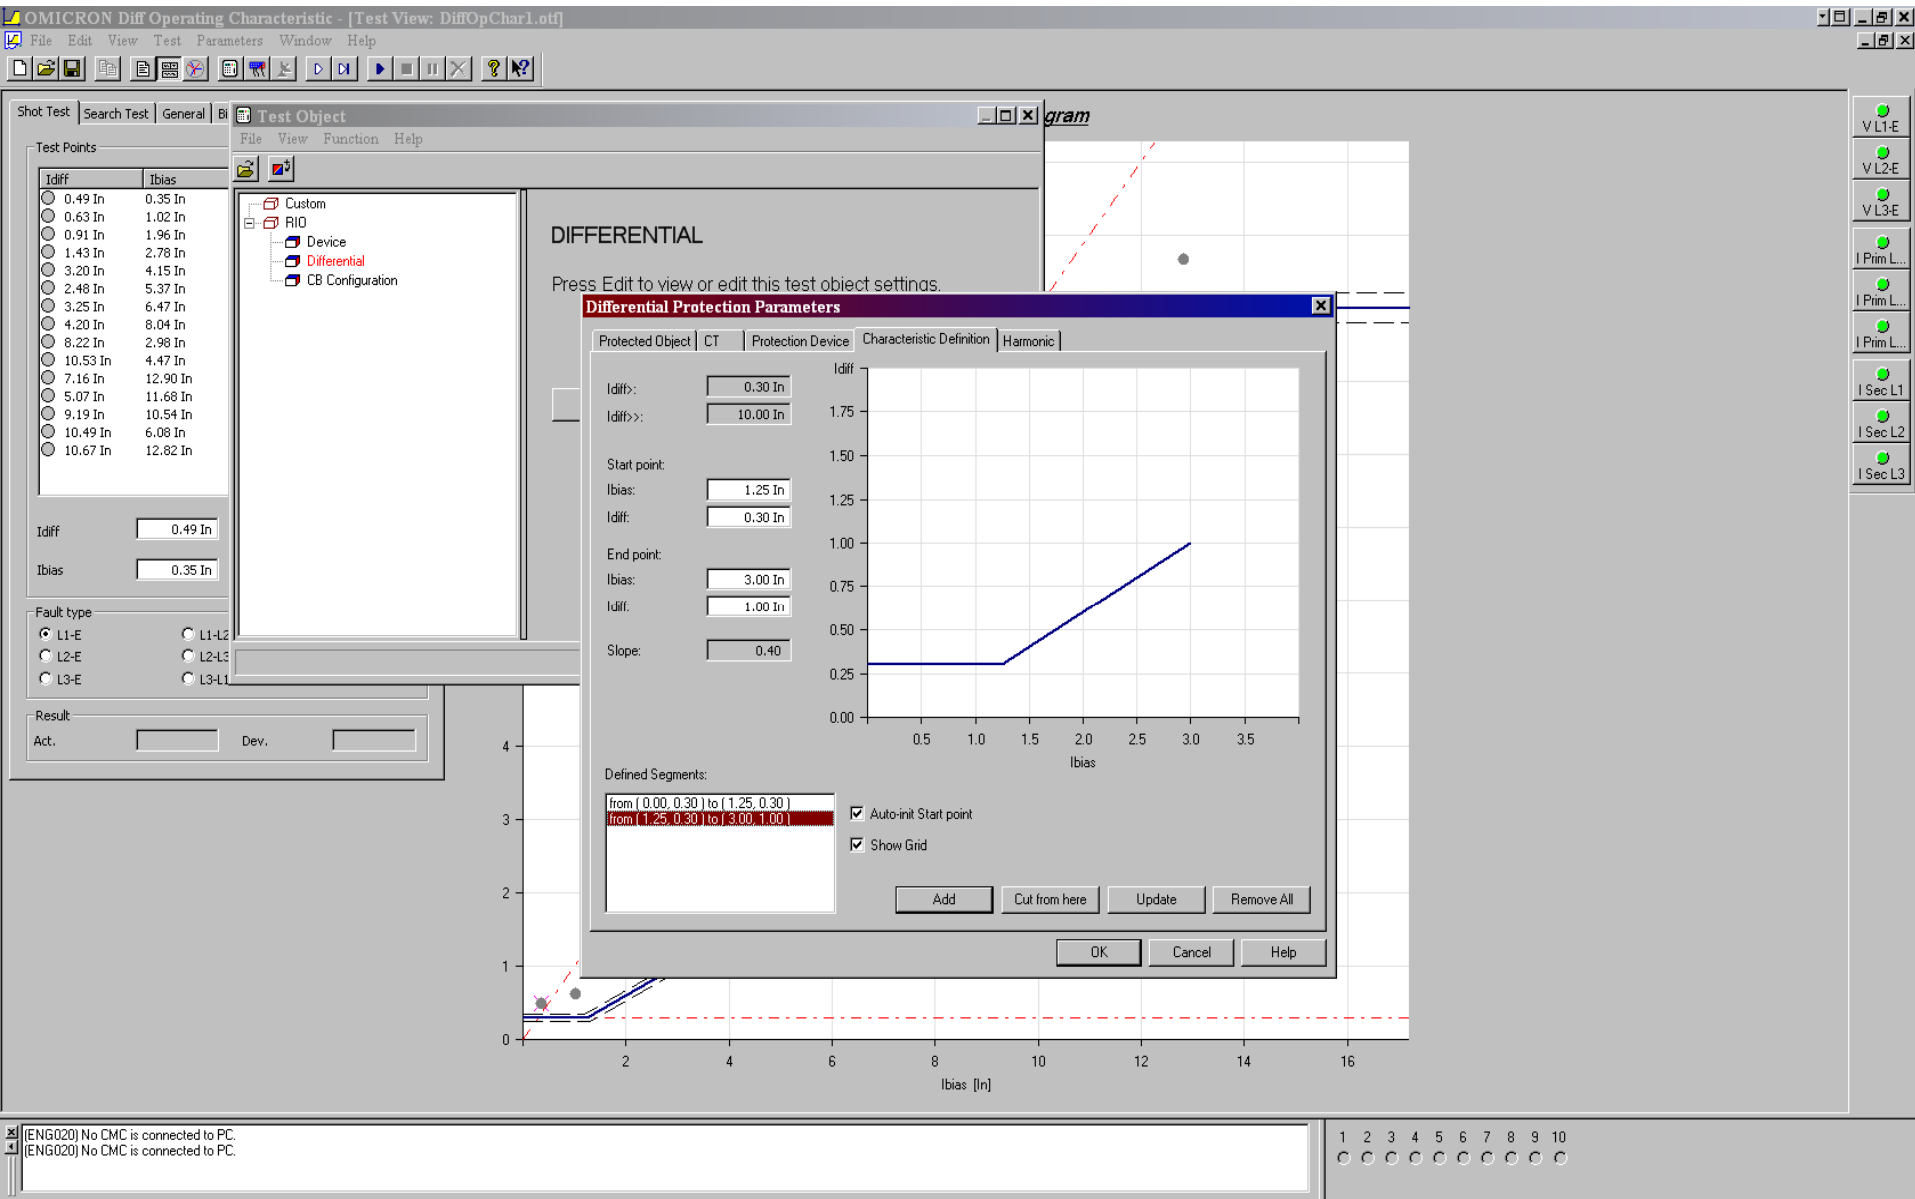 OMICRON Diff Operating Characteristic - [Test View: DiffOpChar1.otf]
File Edit View Test Parameters Window Help
Shot Test Search Test General Bi
Test Points
Idiff Ibias
0.49 In 0.35 In
0.63 In 1.02 In
0.91 In 1.96 In
1.43 In 2.78 In
3.20 In 4.15 In
2.48 In 5.37 In
3.25 In 6.47 In
4.20 In 8.04 In
8.22 In 2.98 In
10.53 In 4.47 In
7.16 In 12.90 In
5.07 In 11.68 In
9.19 In 10.54 In
10.49 In 6.08 In
10.67 In 12.82 In
Idiff 0.49 In
Ibias 0.35 In
Fault type
L1-E L1-L2
L2-E L2-L3
L3-E L3-L1
Result
Act. Dev.
Test Object
File View Function Help
Custom
RIO
Device
Differential
CB Configuration
DIFFERENTIAL
Press Edit to view or edit this test object settings.
gram
Differential Protection Parameters
Protected Object CT Protection Device Characteristic Definition Harmonic
Idiff>: 0.30 In
Idiff>>: 10.00 In
Start point:
Ibias: 1.25 In
Idiff: 0.30 In
End point:
Ibias: 3.00 In
Idiff: 1.00 In
Slope: 0.40
Idiff
1.75
1.50
1.25
1.00
0.75
0.50
0.25
0.00
0.5 1.0 1.5 2.0 2.5 3.0 3.5
Ibias
Defined Segments:
from ( 0.00, 0.30 ) to ( 1.25, 0.30 )
from ( 1.25, 0.30 ) to ( 3.00, 1.00 )
Auto-init Start point
Show Grid
Add Cut from here Update Remove All
OK Cancel Help
4
3
2
1
0
2 4 6 8 10 12 14 16
Ibias [In]
V L1-E
V L2-E
V L3-E
I Prim L...
I Prim L...
I Prim L...
I Sec L1
I Sec L2
I Sec L3
(ENG020) No CMC is connected to PC.
(ENG020) No CMC is connected to PC.
1 2 3 4 5 6 7 8 9 10